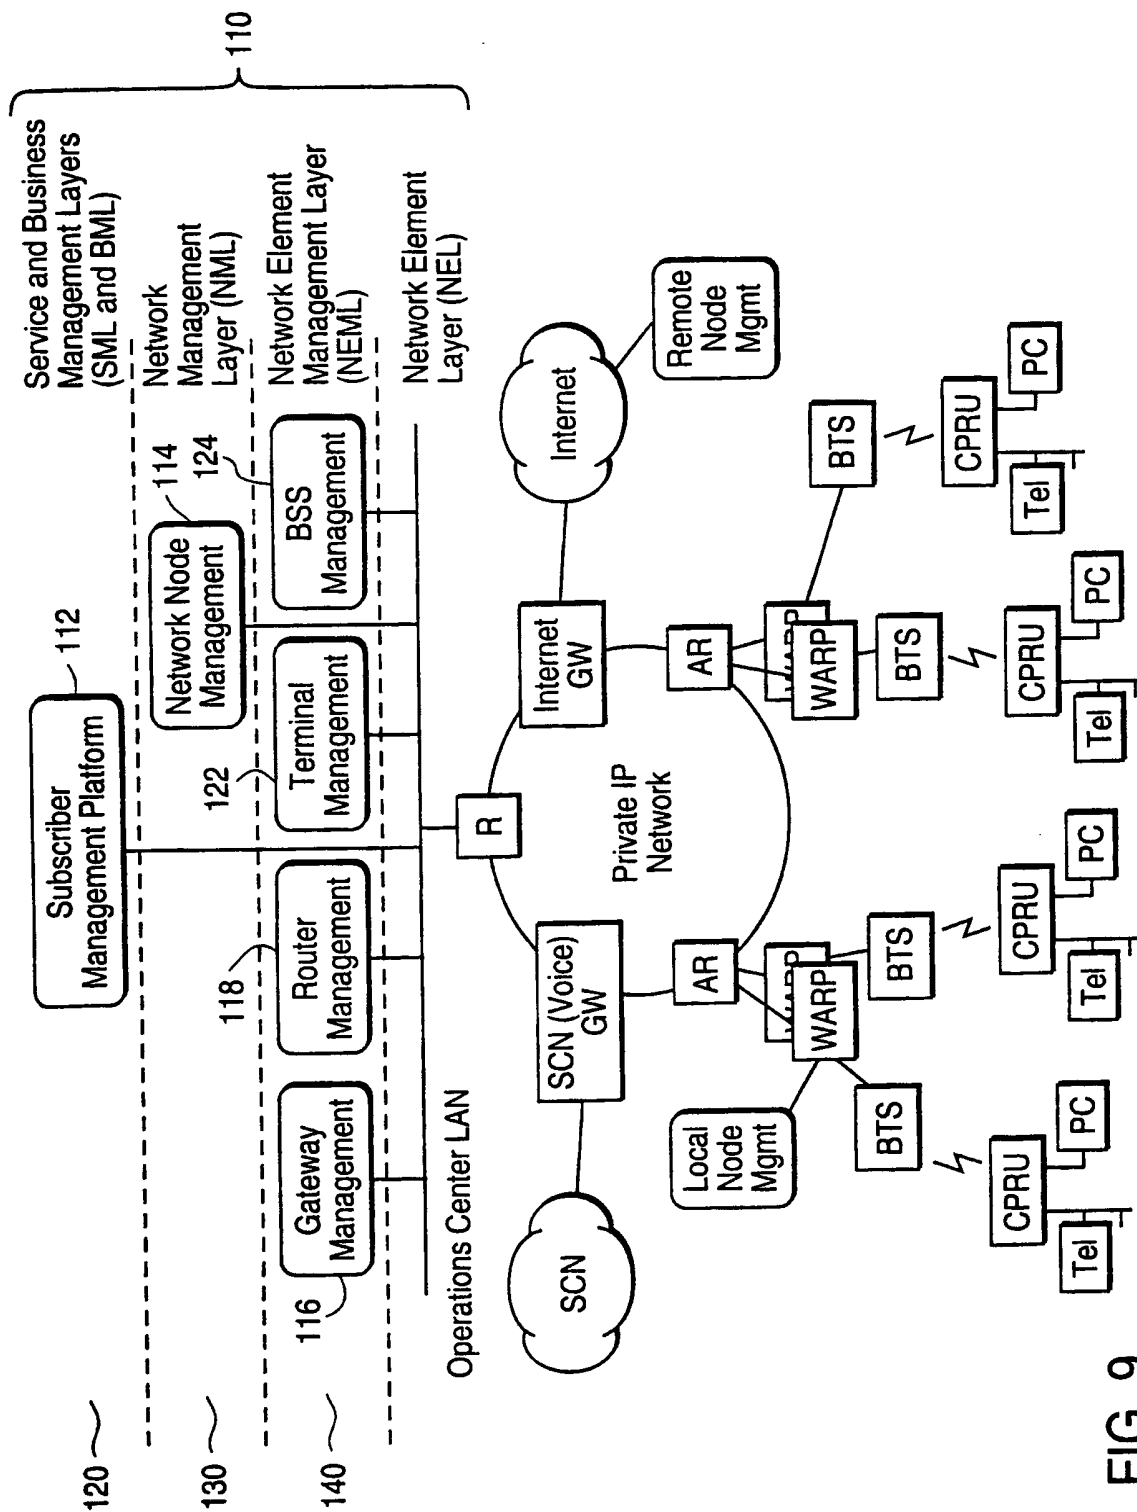 120
130
140
Subscriber
Management Platform
112
Service and Business
Management Layers
(SML and BML)
110
Network Node
Management
114
Network
Management
Layer (NML)
116
Gateway
Management
118
Router
Management
122
Terminal
Management
124
BSS
Management
Network Element
Management Layer
(NEML)
Operations Center LAN
Network Element
Layer (NEL)
R
SCN
SCN (Voice)
GW
Internet
GW
Internet
Private IP
Network
Remote
Node
Mgmt
Local
Node
Mgmt
AR
AR
WARP
WARP
BTS
BTS
BTS
BTS
CPRU
CPRU
CPRU
CPRU
Tel
PC
Tel
PC
Tel
PC
Tel
PC
FIG. 9